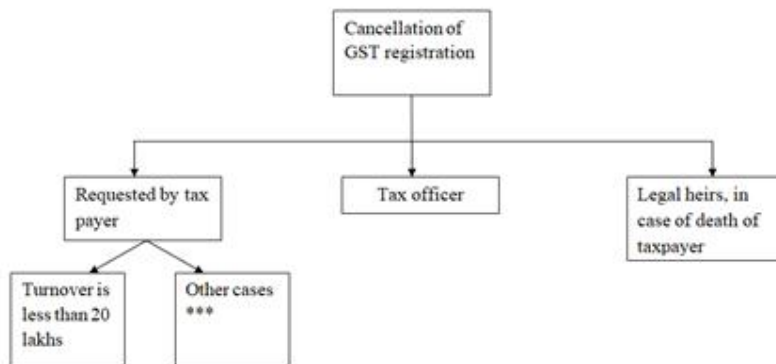 Cancellation of
GST registration
Requested by tax
payer
Tax officer
Legal heirs, in
case of death of
taxpayer
Turnover is
less than 20
lakhs
Other cases
***